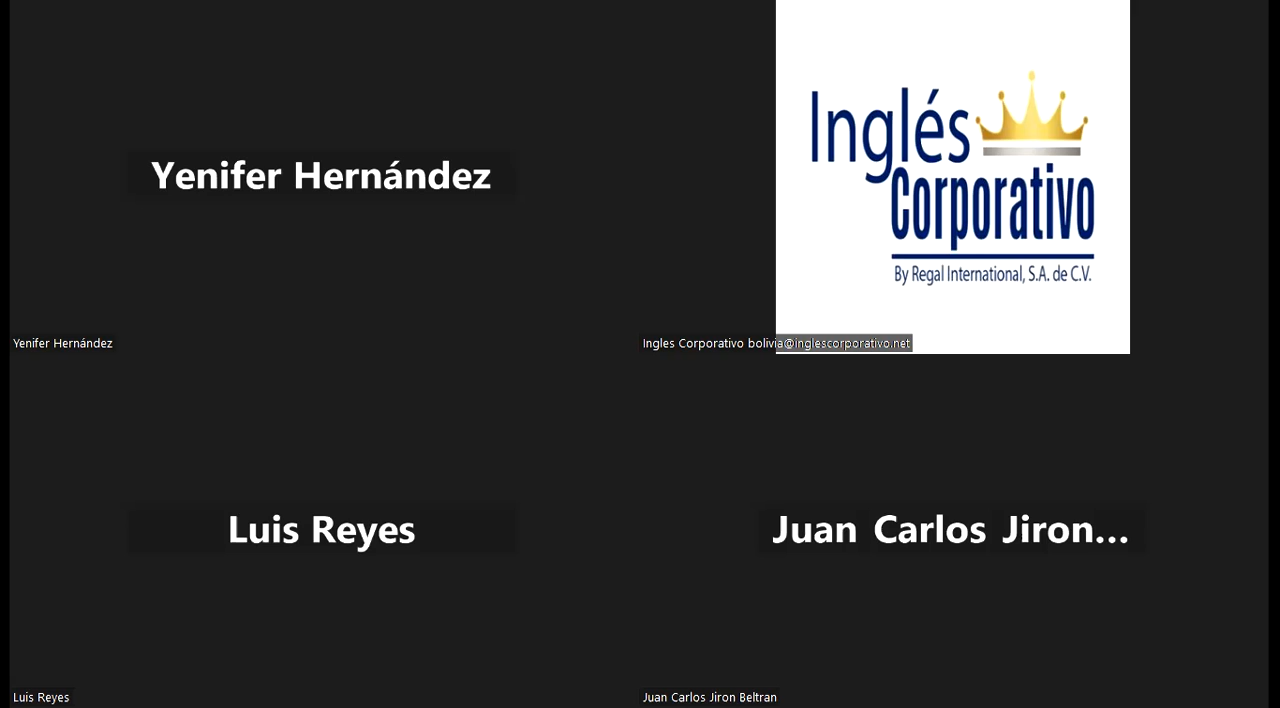 Yenifer Hernández
Yenifer Hernández
Inglés
Corporativo
By Regal International, S.A. de C.V.
Ingles Corporativo bolivia@inglescorporativo.net
Luis Reyes
Luis Reyes
Juan Carlos Jiron...
Juan Carlos Jiron Beltran